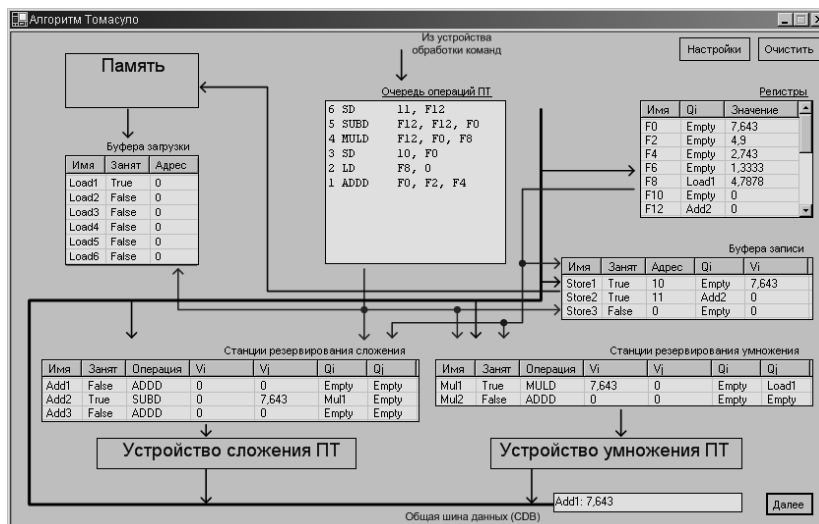 Алгоритм Томасуло
Из устройства
обработки команд
Настройки
Очистить
Память
Очередь операций ПТ
6 SD 11, F12
5 SUBD F12, F12, F0
4 MULD F12, F0, F8
3 SD 10, F0
2 LD F8, 0
1 ADDD F0, F2, F4
Регистры
Имя Qi Значение
F0 Empty 7,643
F2 Empty 4,9
F4 Empty 2,743
F6 Empty 1,3333
F8 Load1 4,7878
F10 Empty 0
F12 Add2 0
Буфера загрузки
Имя Занят Адрес
Load1 True 0
Load2 False 0
Load3 False 0
Load4 False 0
Load5 False 0
Load6 False 0
Буфера записи
Имя Занят Адрес Qi Vi
Store1 True 10 Empty 7,643
Store2 True 11 Add2 0
Store3 False 0 Empty 0
Станции резервирования сложения
Имя Занят Операция Vi Vj Qi Qj
Add1 False ADDD 0 0 Empty Empty
Add2 True SUBD 0 7,643 Mul1 Empty
Add3 False ADDD 0 0 Empty Empty
Станции резервирования умножения
Имя Занят Операция Vi Vj Qi Qj
Mul1 True MULD 7,643 0 Empty Load1
Mul2 False ADDD 0 0 Empty Empty
Устройство сложения ПТ
Устройство умножения ПТ
Add1: 7,643
Далее
Общая шина данных (CDB)